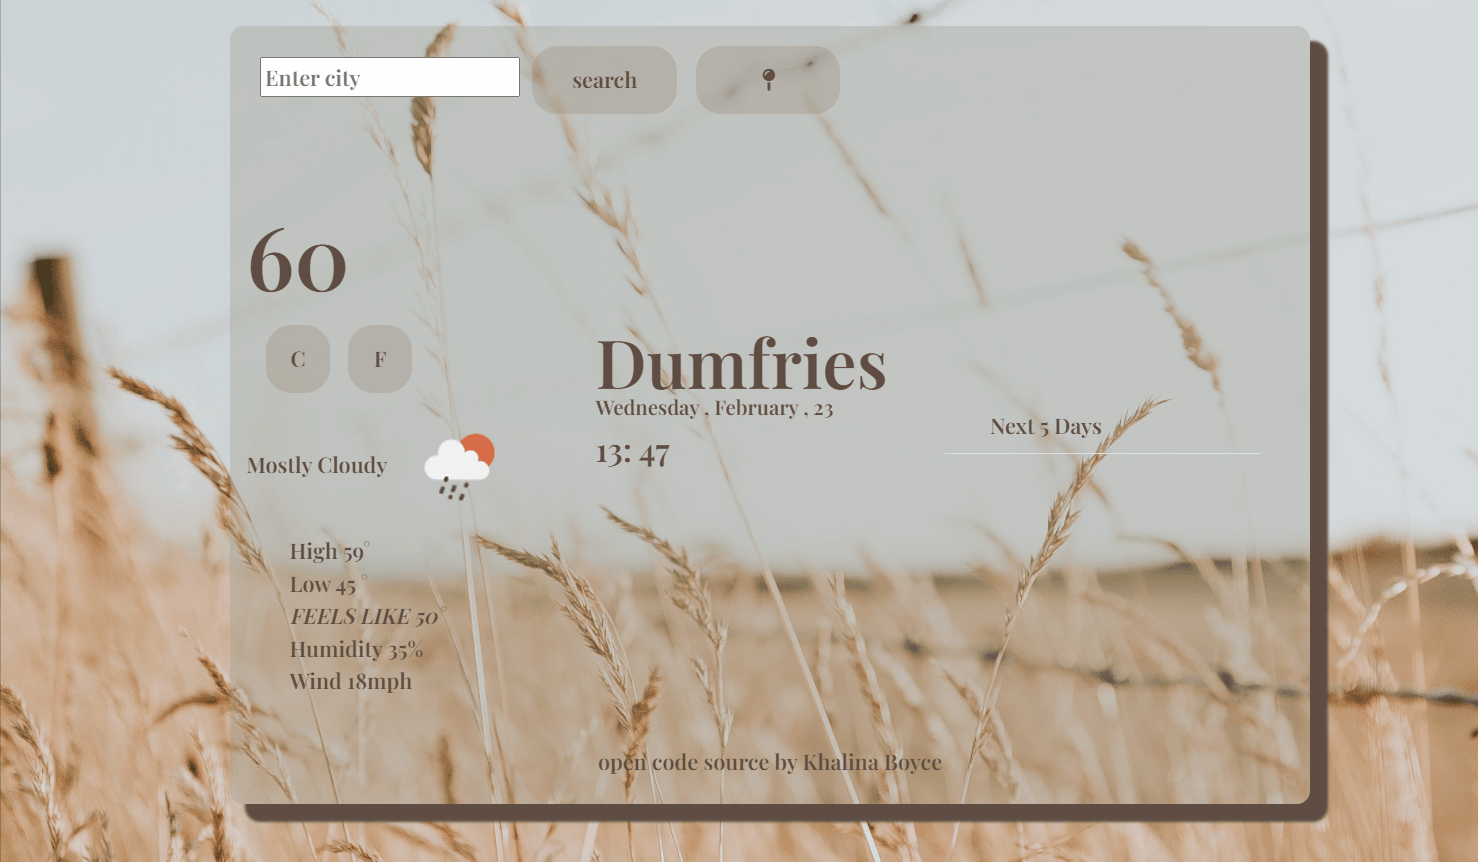 Enter city
search
60
C
F
Dumfries
Wednesday , February , 23
13: 47
Next 5 Days
Mostly Cloudy
High 59°
Low 45 °
FEELS LIKE 50°
Humidity 35%
Wind 18mph
open code source by Khalina Boyce